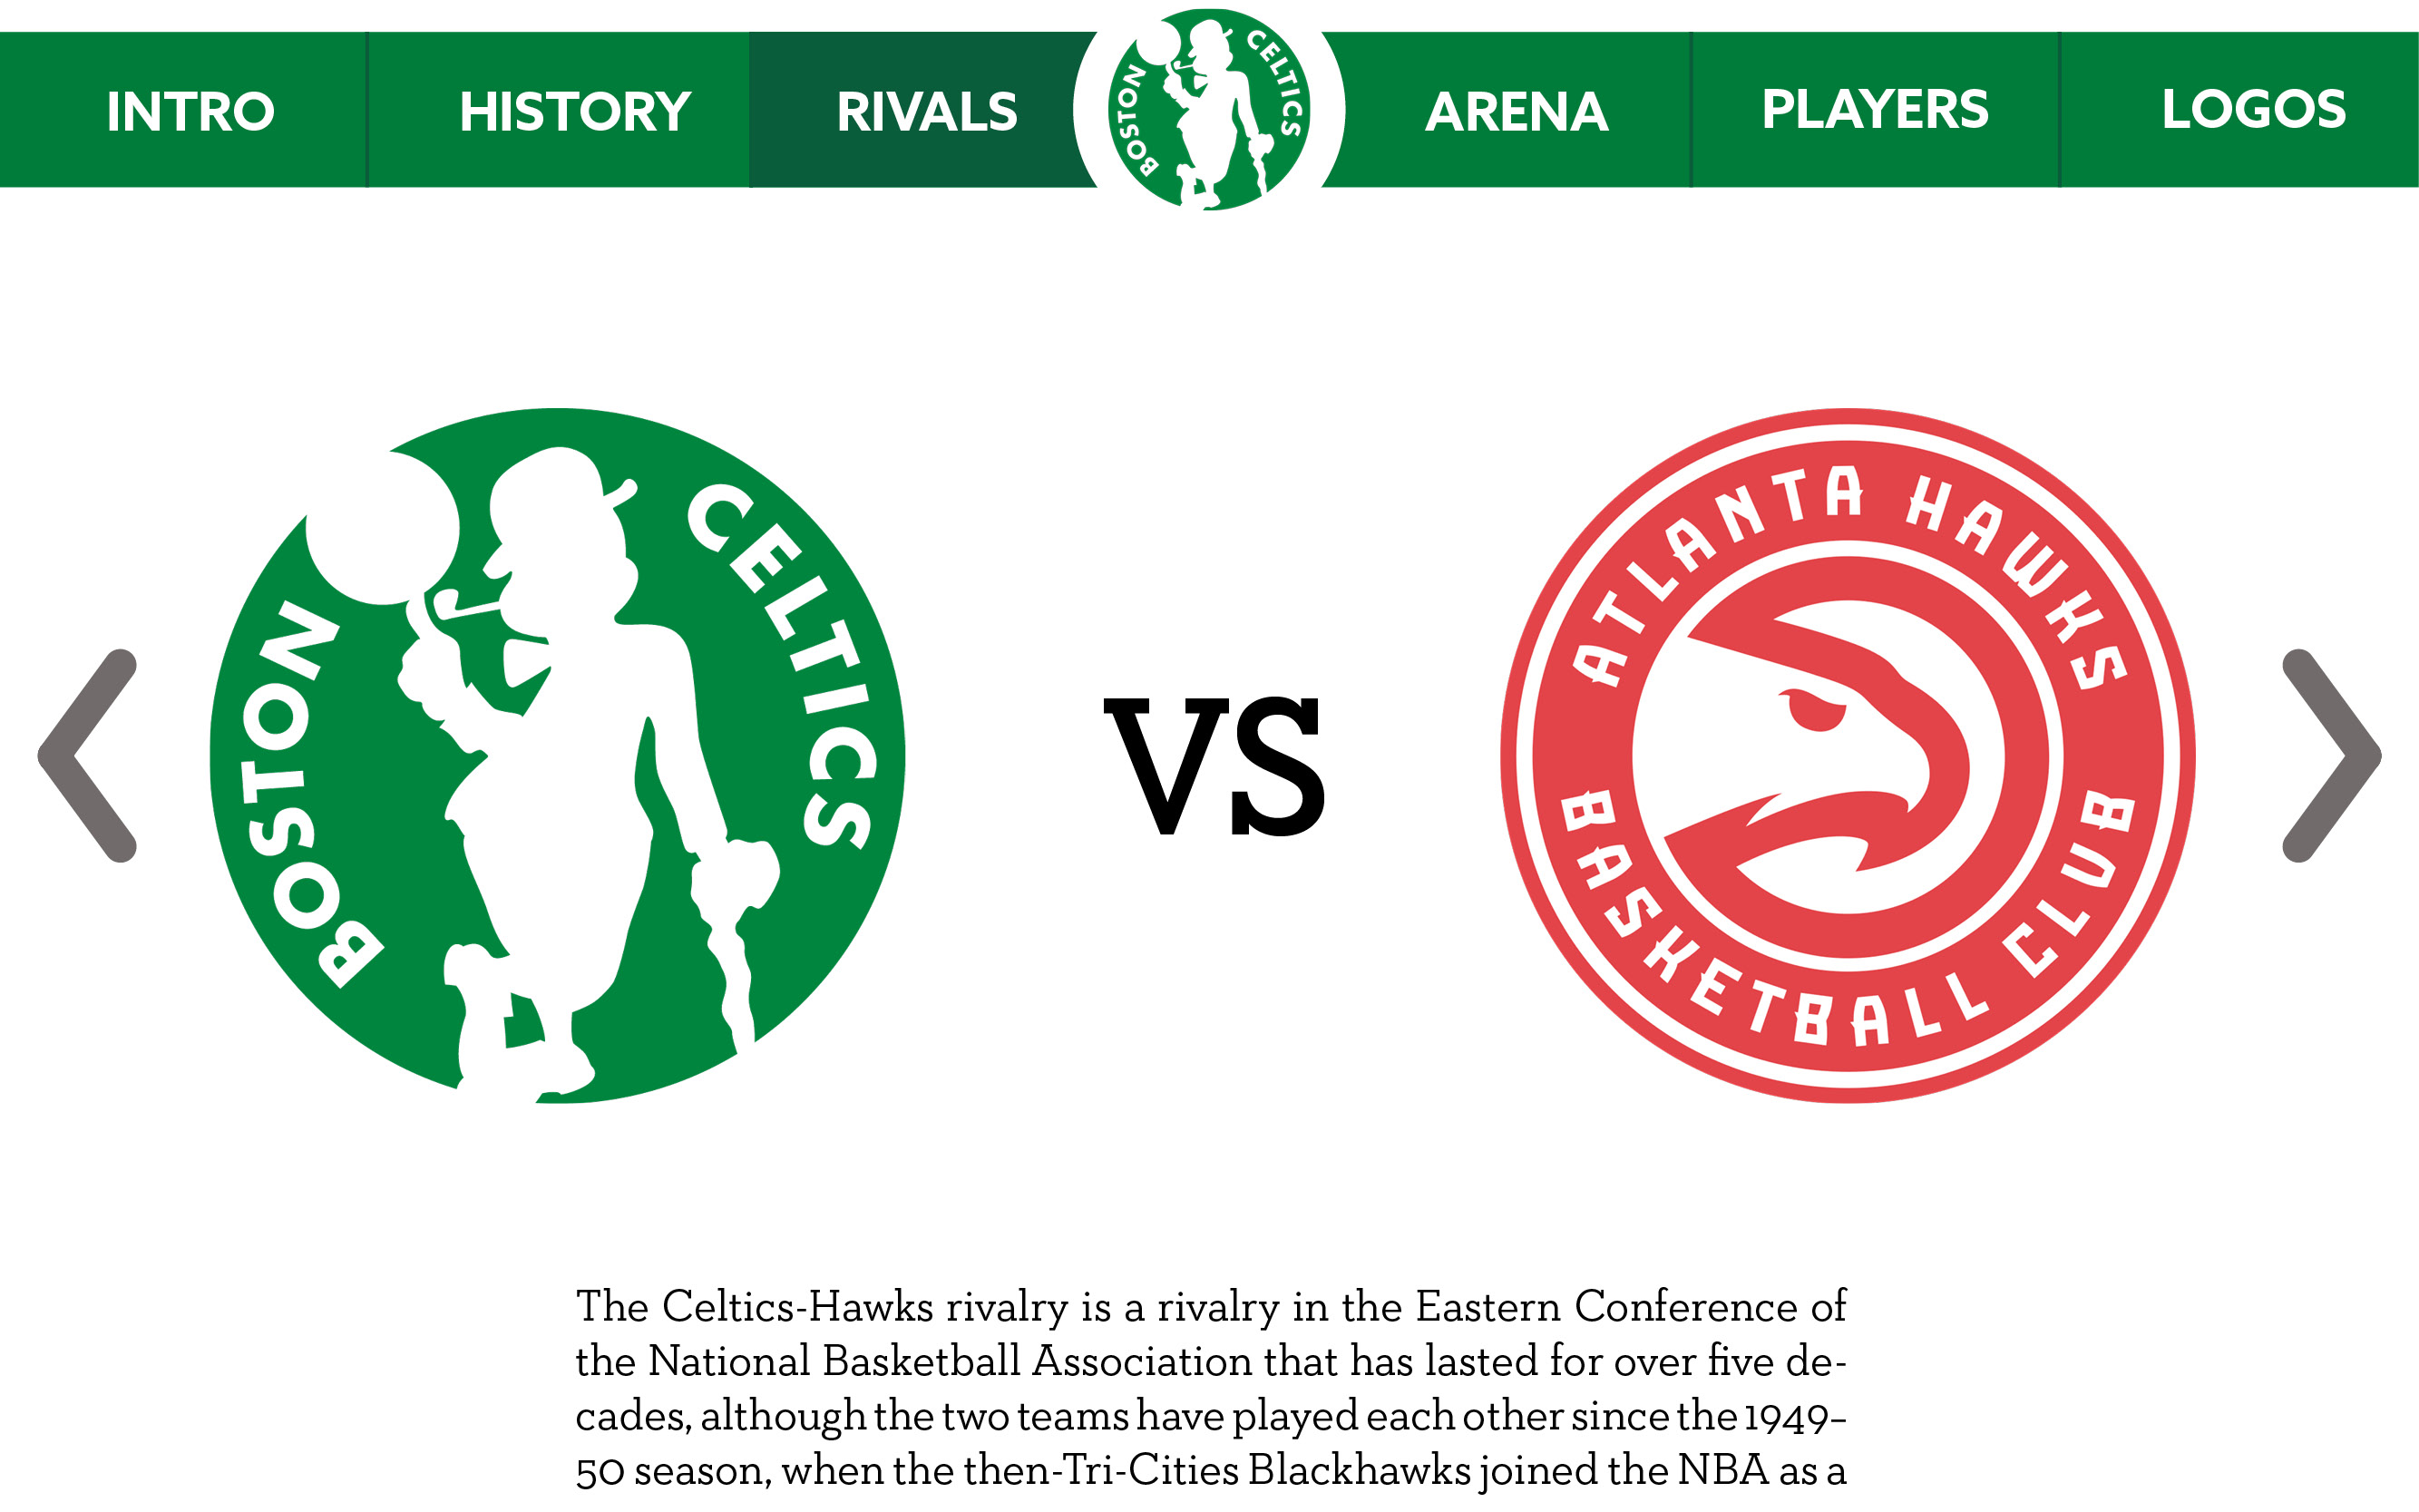 INTRO
HISTORY
RIVALS
BOSTON CELTICS
ARENA
PLAYERS
LOGOS
BOSTON
CELTICS
VS
ATLANTA HAWKS
BASKETBALL CLUB
The Celtics-Hawks rivalry is a rivalry in the Eastern Conference of
the National Basketball Association that has lasted for over five de-
cades, although the two teams have played each other since the 1949–
50 season, when the then-Tri-Cities Blackhawks joined the NBA as a